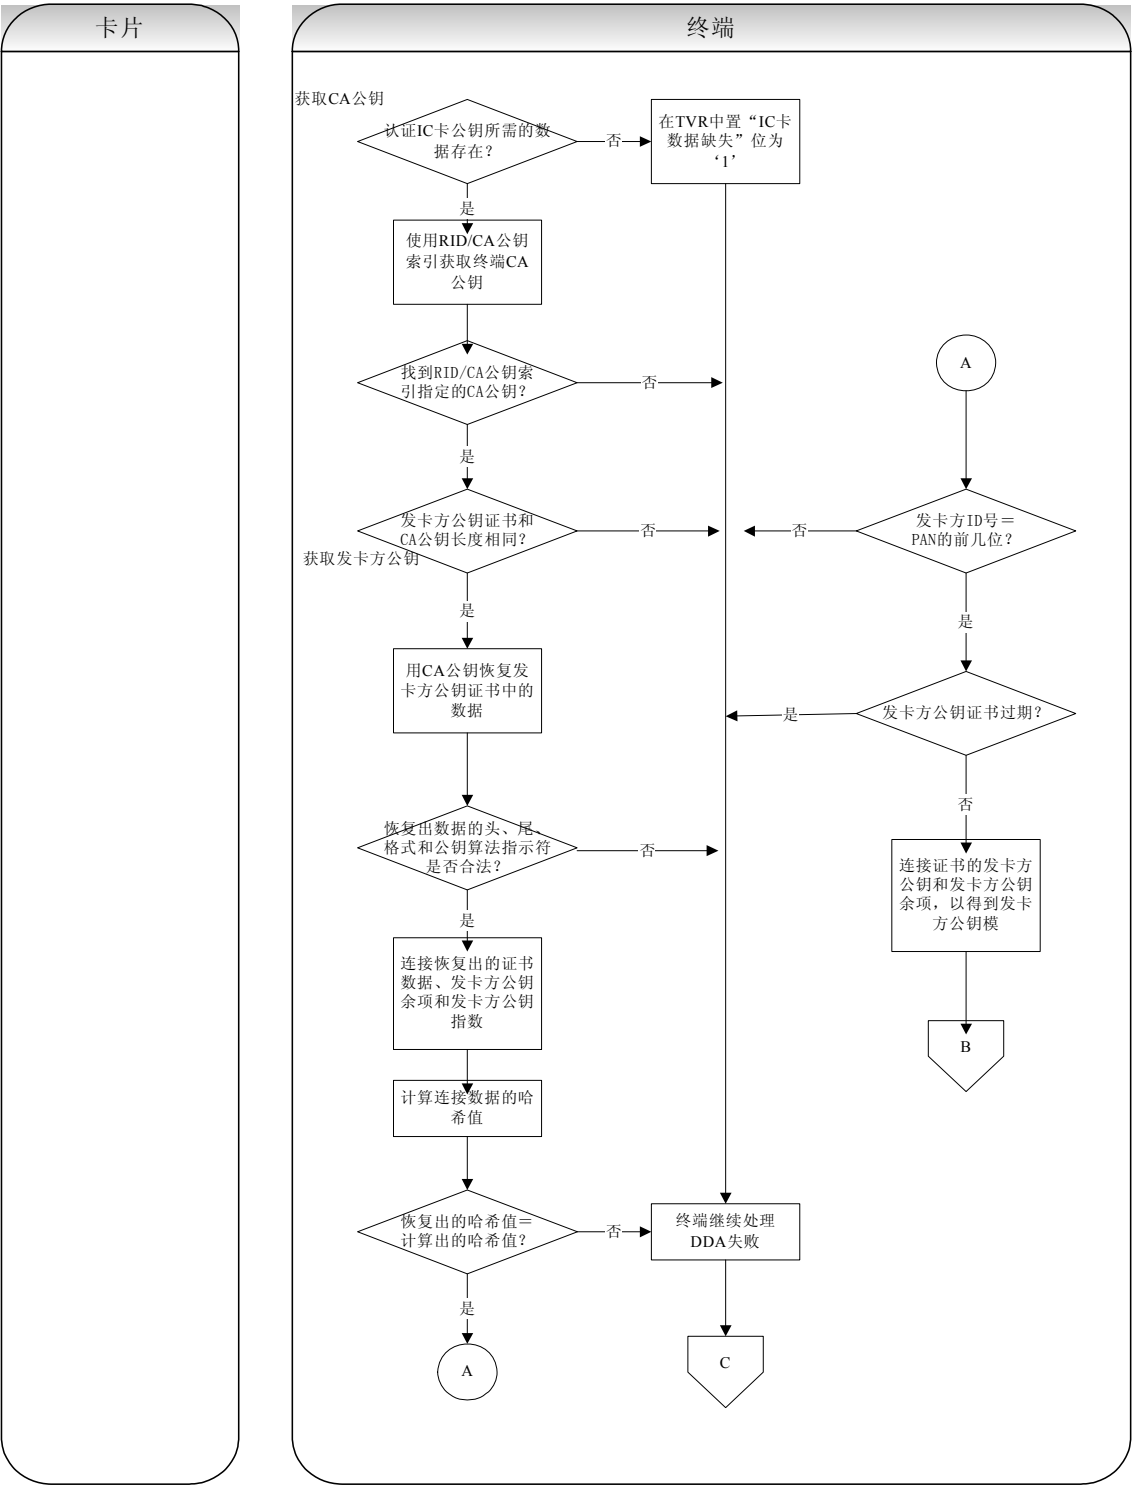 卡片
终端
获取CA公钥
认证IC卡公钥所需的数
据存在？
否
在TVR中置“IC卡
数据缺失”位为
‘1’
是
使用RID/CA公钥
索引获取终端CA
公钥
找到RID/CA公钥索
引指定的CA公钥？
否
是
发卡方公钥证书和
CA公钥长度相同？
否
获取发卡方公钥
是
用CA公钥恢复发
卡方公钥证书中的
数据
恢复出数据的头、尾、
格式和公钥算法指示符
是否合法？
否
是
连接恢复出的证书
数据、发卡方公钥
余项和发卡方公钥
指数
计算连接数据的哈
希值
恢复出的哈希值＝
计算出的哈希值？
否
终端继续处理
DDA失败
是
A
C
A
发卡方ID号＝
PAN的前几位？
否
是
发卡方公钥证书过期？
是
否
连接证书的发卡方
公钥和发卡方公钥
余项，以得到发卡
方公钥模
B